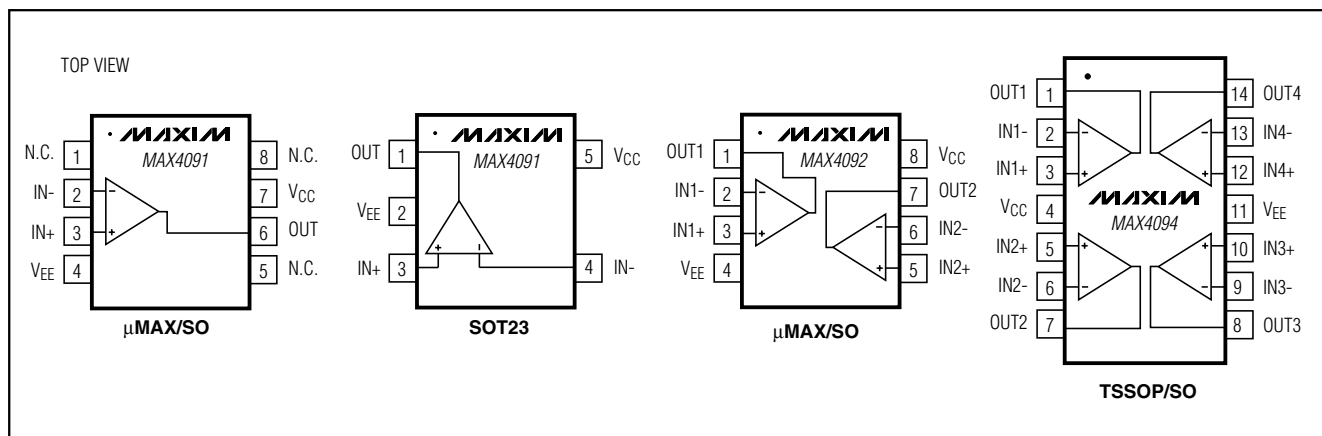 TOP VIEW
MAXIM
MAX4091
N.C. 1
IN- 2
IN+ 3
VEE 4
8 N.C.
7 VCC
6 OUT
5 N.C.
- +
µMAX/SO
MAXIM
MAX4091
OUT 1
VEE 2
IN+ 3
5 VCC
4 IN-
+ -
SOT23
MAXIM
MAX4092
OUT1 1
IN1- 2
IN1+ 3
VEE 4
8 VCC
7 OUT2
6 IN2-
5 IN2+
- +
- +
µMAX/SO
OUT1 1
IN1- 2
IN1+ 3
VCC 4
IN2+ 5
IN2- 6
OUT2 7
14 OUT4
13 IN4-
12 IN4+
11 VEE
10 IN3+
9 IN3-
8 OUT3
- +
- +
MAXIM
MAX4094
+ -
+ -
TSSOP/SO